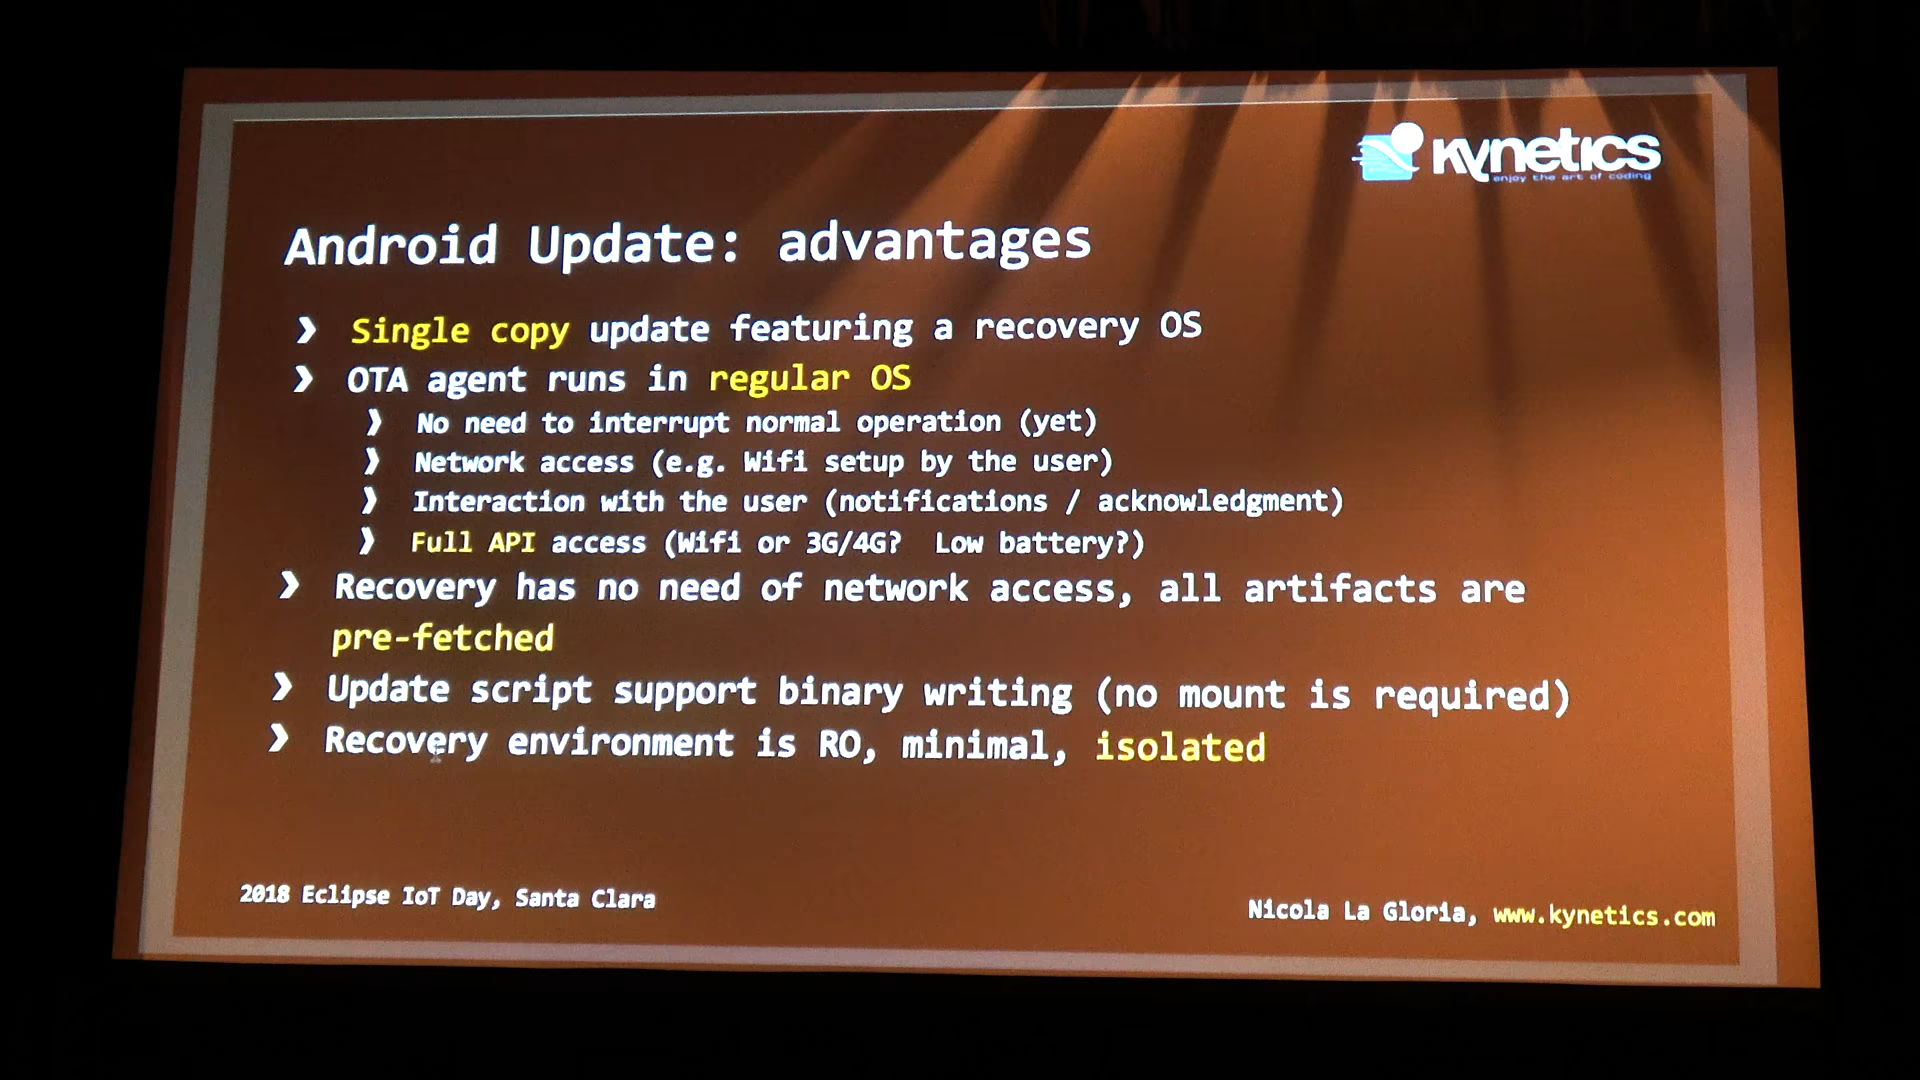 kynetics
enjoy the art of coding
Android Update: advantages
❯ Single copy update featuring a recovery OS
❯ OTA agent runs in regular OS
❯ No need to interrupt normal operation (yet)
❯ Network access (e.g. Wifi setup by the user)
❯ Interaction with the user (notifications / acknowledgment)
❯ Full API access (Wifi or 3G/4G? Low battery?)
❯ Recovery has no need of network access, all artifacts are
pre-fetched
❯ Update script support binary writing (no mount is required)
❯ Recovery environment is RO, minimal, isolated
2018 Eclipse IoT Day, Santa Clara
Nicola La Gloria, www.kynetics.com